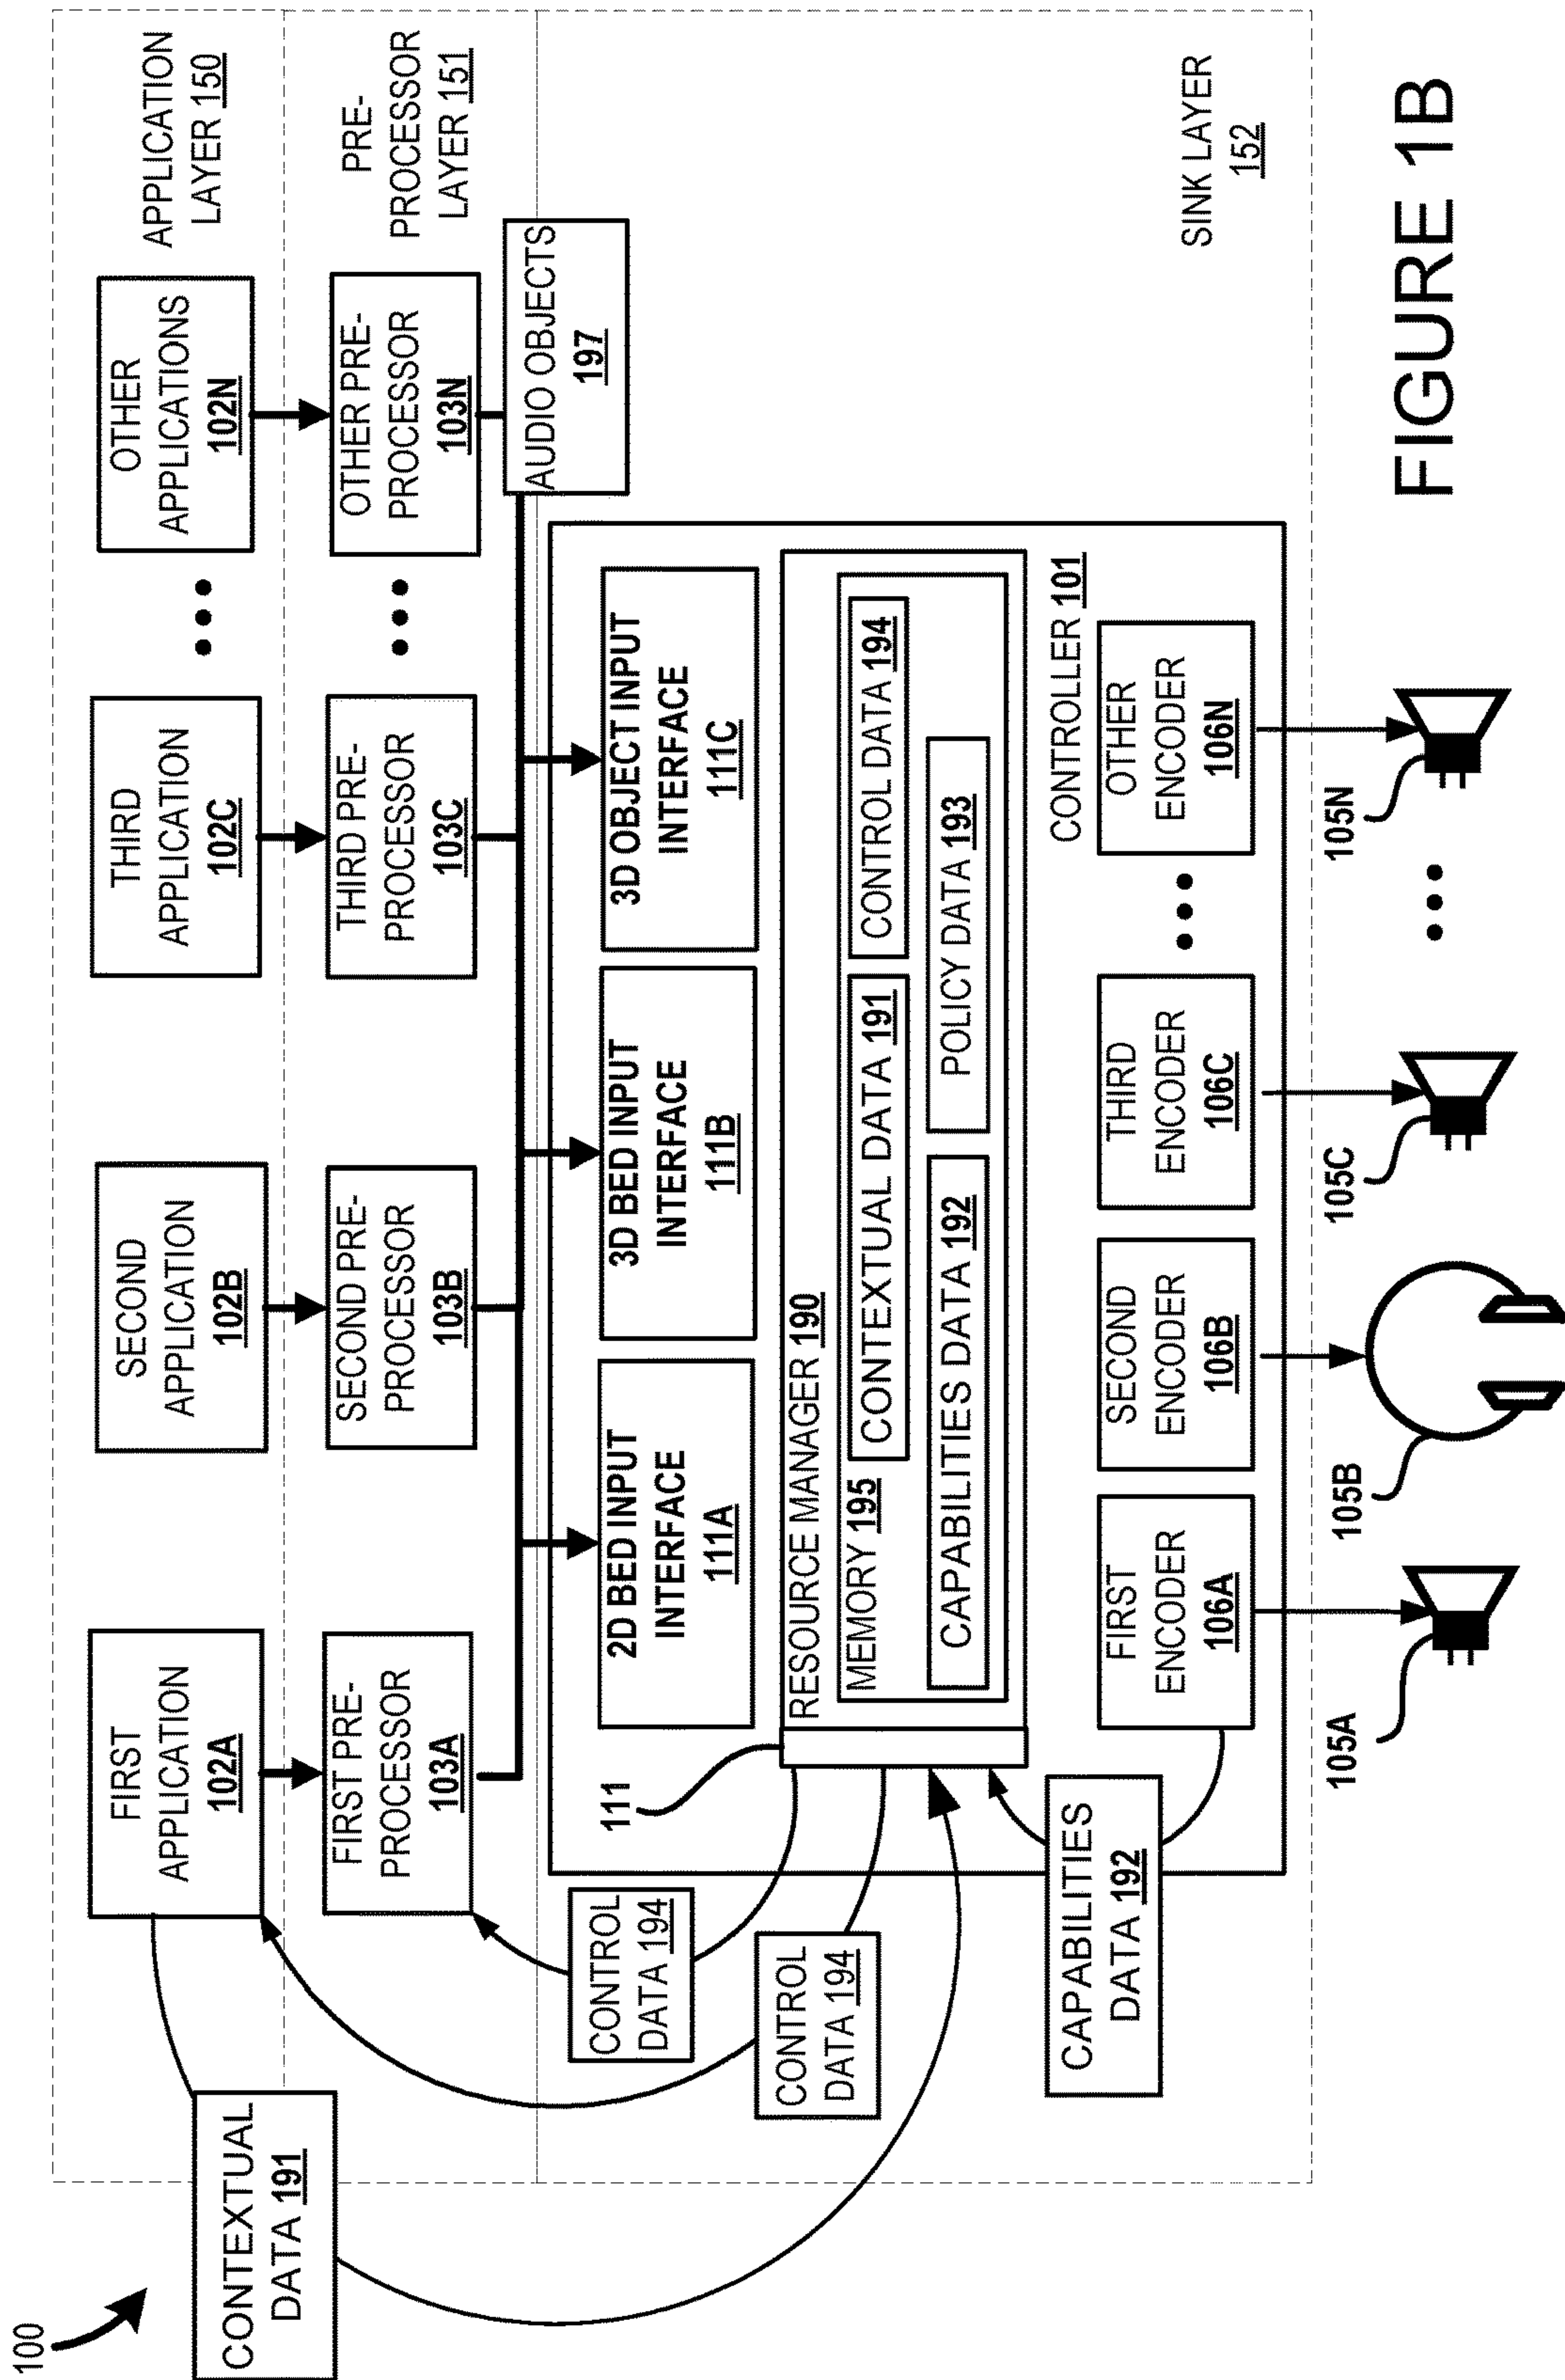 100
CONTEXTUAL
DATA 191
FIRST
APPLICATION
102A
SECOND
APPLICATION
102B
THIRD
APPLICATION
102C
OTHER
APPLICATIONS
102N
APPLICATION
LAYER 150
FIRST PRE-
PROCESSOR
103A
SECOND PRE-
PROCESSOR
103B
THIRD PRE-
PROCESSOR
103C
OTHER PRE-
PROCESSOR
103N
PRE-
PROCESSOR
LAYER 151
AUDIO OBJECTS
197
CONTROL
DATA 194
CONTROL
DATA 194
CAPABILITIES
DATA 192
111
2D BED INPUT
INTERFACE
111A
3D BED INPUT
INTERFACE
111B
3D OBJECT INPUT
INTERFACE
111C
RESOURCE MANAGER 190
MEMORY 195
CONTEXTUAL DATA 191
CONTROL DATA 194
CAPABILITIES DATA 192
POLICY DATA 193
CONTROLLER 101
FIRST
ENCODER
106A
SECOND
ENCODER
106B
THIRD
ENCODER
106C
OTHER
ENCODER
106N
SINK LAYER
152
105A
105B
105C
105N
FIGURE 1B